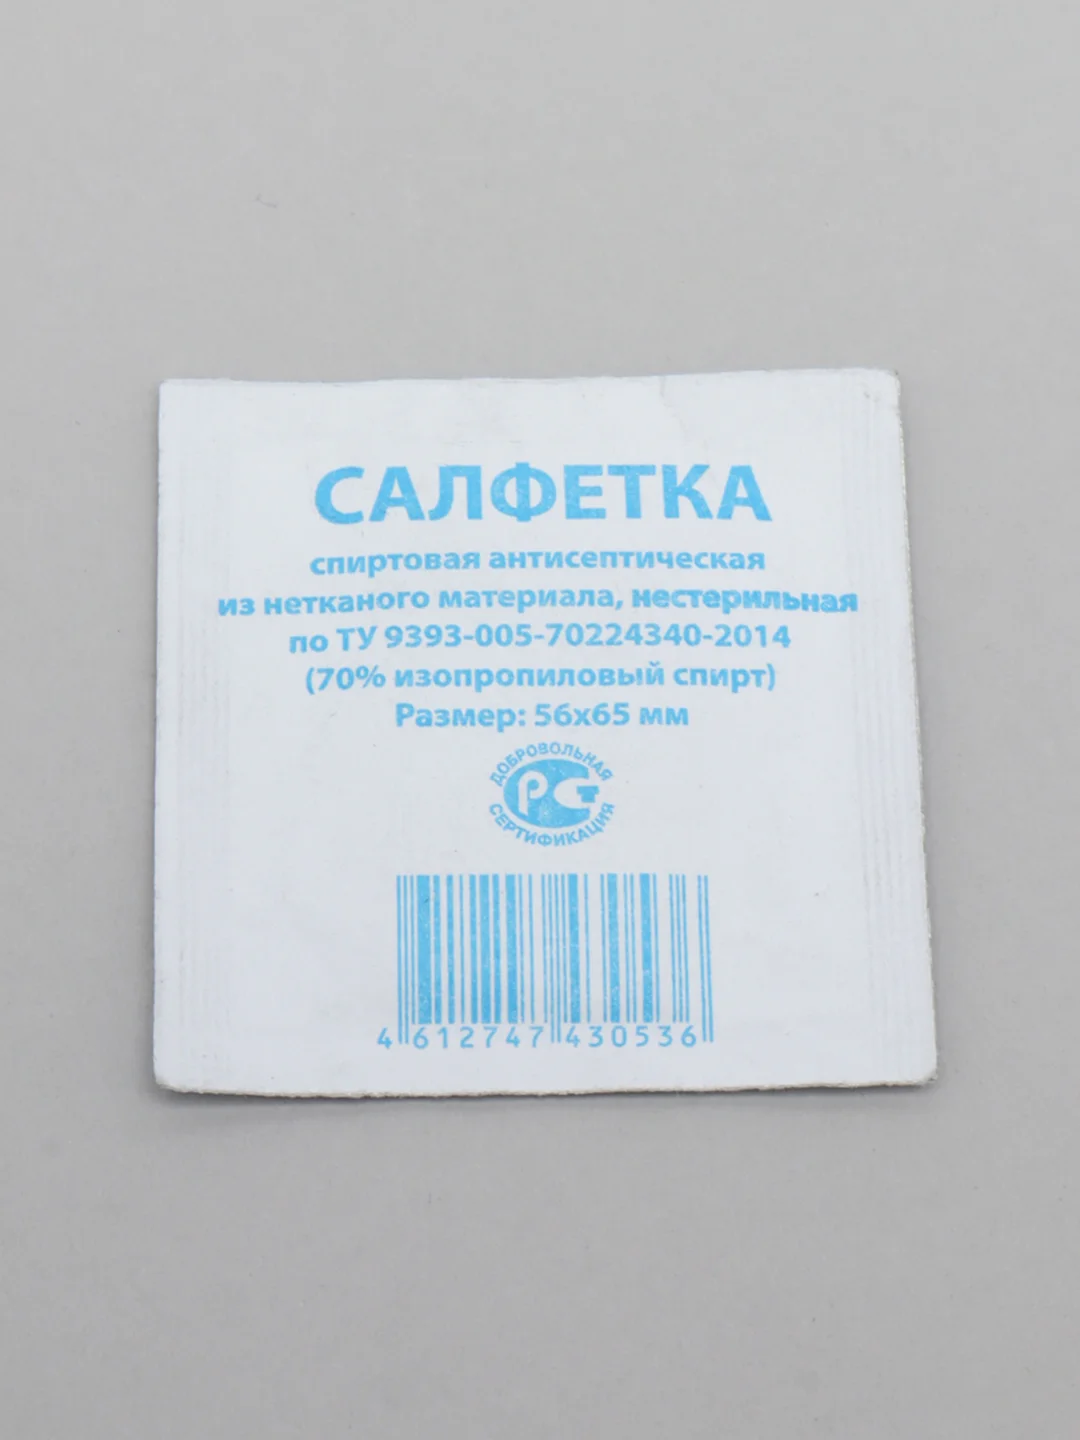 САЛФЕТКА
спиртовая антисептическая
из нетканого материала, нестерильная
по ТУ 9393-005-70224340-2014
(70% изопропиловый спирт)
Размер: 56х65 мм
ДОБРОВОЛЬНАЯ
РСТ
СЕРТИФИКАЦИЯ
4 612747 430536